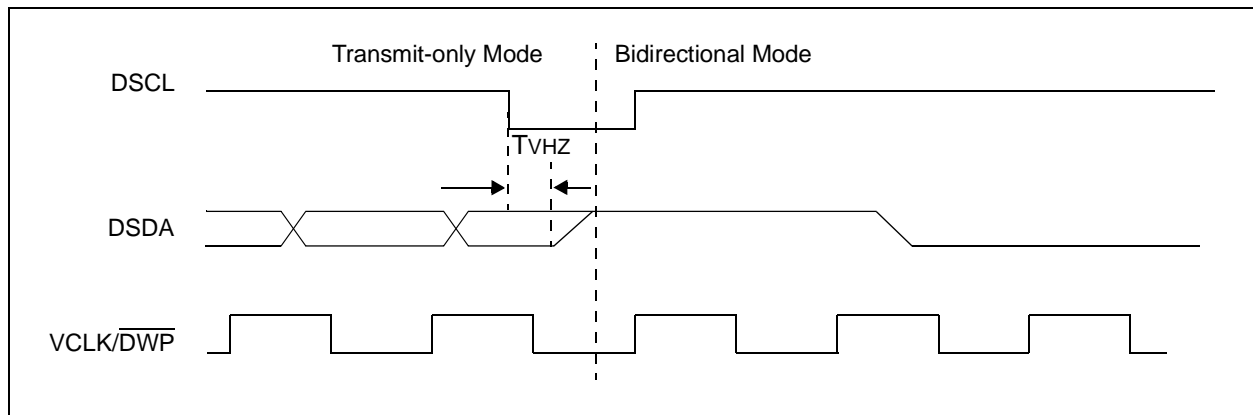 Transmit-only Mode
Bidirectional Mode
DSCL
TVHZ
DSDA
VCLK/DWP